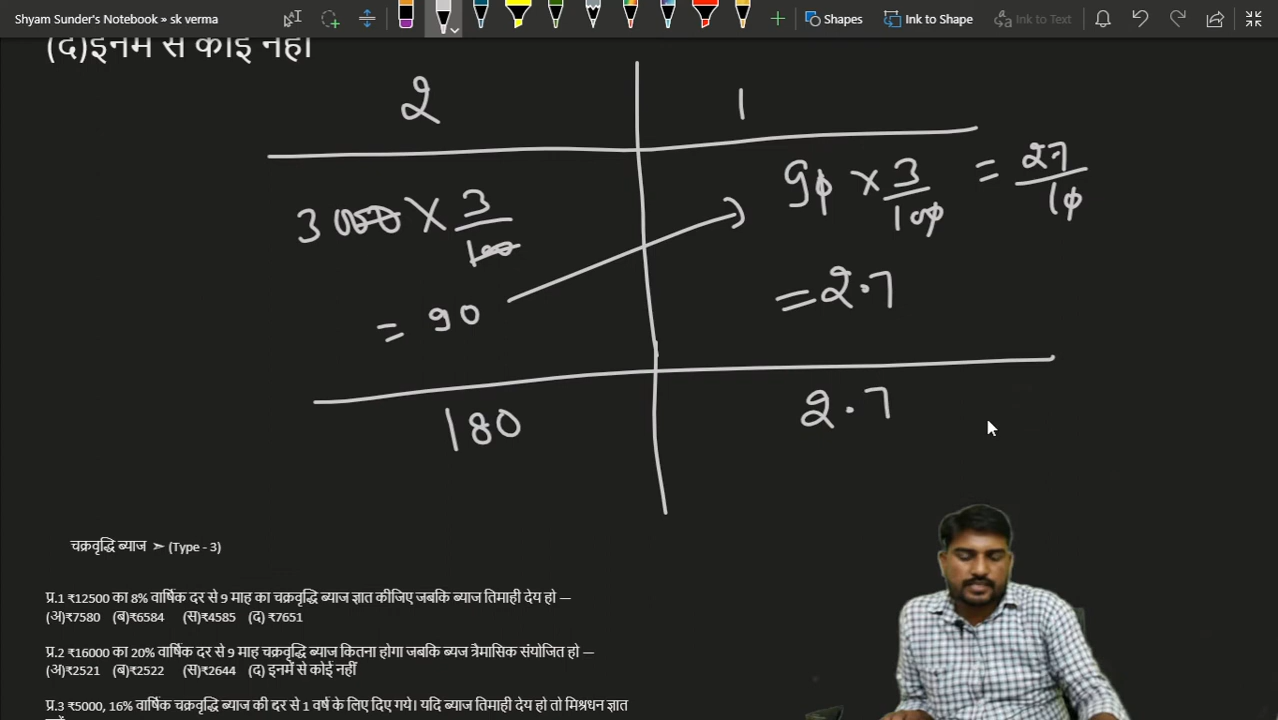 Shyam Sunder's Notebook » sk verma
Shapes
Ink to Shape
Ink to Text
(द)इनमें से कोई नहीं
2 1
3000 × 3/100
90 × 3/100 = 27/10
= 90
= 2.7
180 2.7
चक्रवृद्धि ब्याज ➣ (Type - 3)
प्र.1 ₹12500 का 8% वार्षिक दर से 9 माह का चक्रवृद्धि ब्याज ज्ञात कीजिए जबकि ब्याज तिमाही देय हो —
(अ)₹7580 (ब)₹6584 (स)₹4585 (द) ₹7651
प्र.2 ₹16000 का 20% वार्षिक दर से 9 माह चक्रवृद्धि ब्याज कितना होगा जबकि ब्यज त्रैमासिक संयोजित हो —
(अ)₹2521 (ब)₹2522 (स)₹2644 (द) इनमें से कोई नहीं
प्र.3 ₹5000, 16% वार्षिक चक्रवृद्धि ब्याज की दर से 1 वर्ष के लिए दिए गये। यदि ब्याज तिमाही देय हो तो मिश्रधन ज्ञात